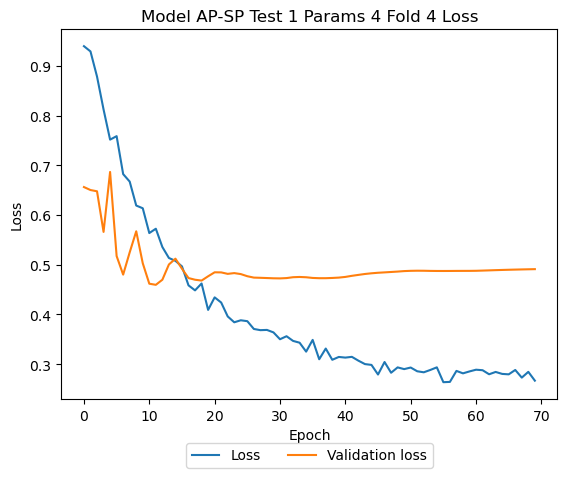 Model AP-SP Test 1 Params 4 Fold 4 Loss
0.9
0.8
0.7
0.6
0.5
0.4
0.3
Loss
0 10 20 30 40 50 60 70
Epoch
Loss Validation loss